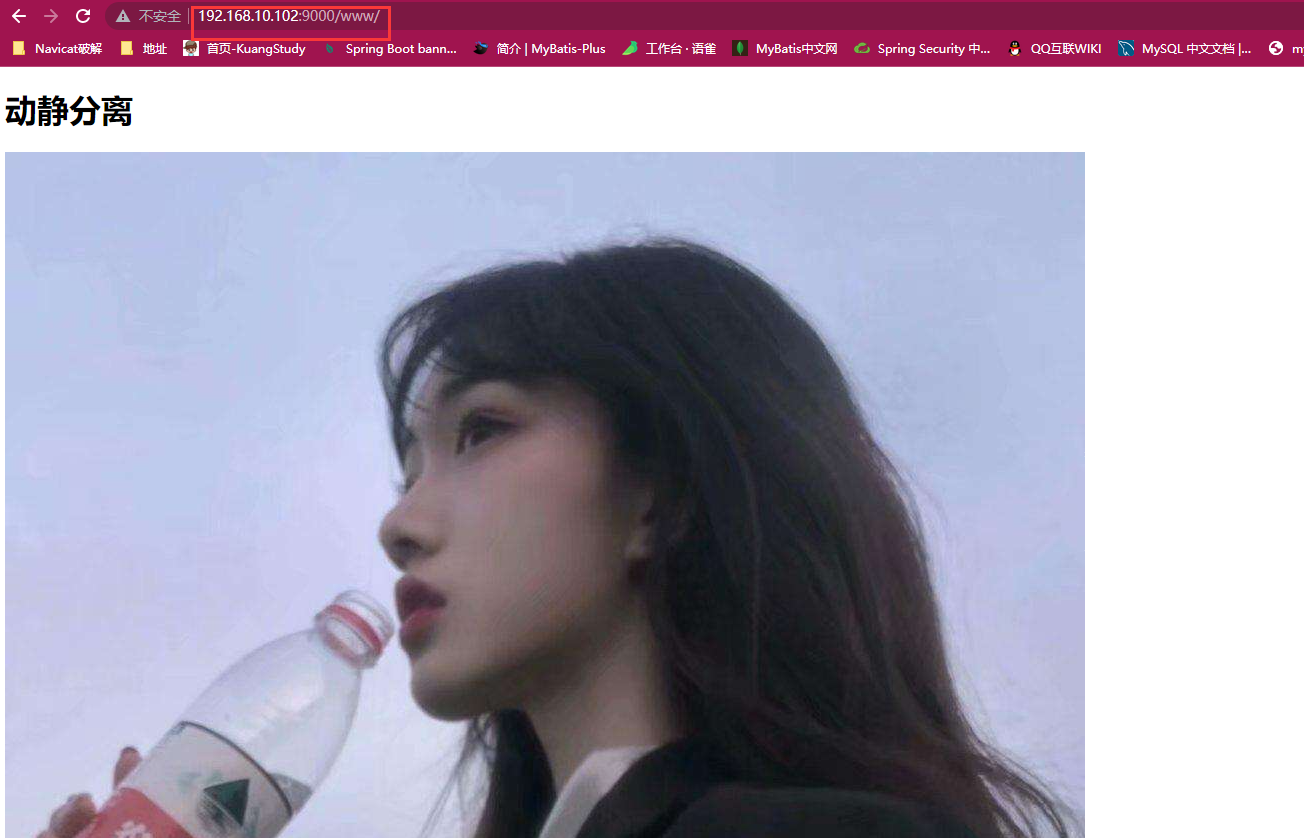 不安全 192.168.10.102:9000/www/
Navicat破解 地址 首页-KuangStudy Spring Boot bann... 简介 | MyBatis-Plus 工作台 · 语雀 MyBatis中文网 Spring Security 中... QQ互联WIKI MySQL 中文文档 |... my
动静分离